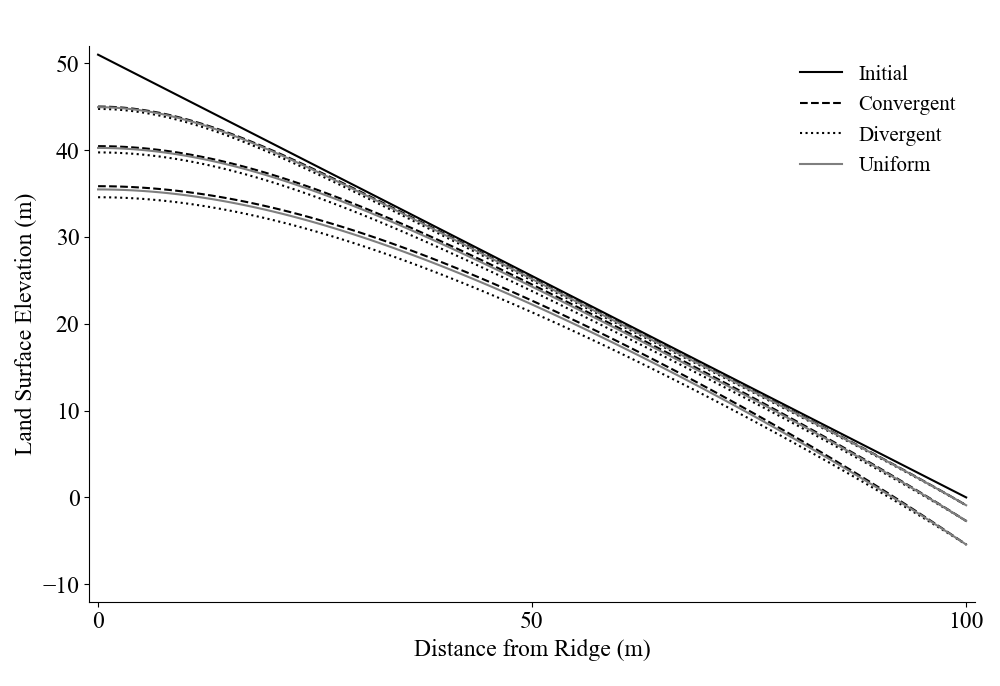 Initial
Convergent
Divergent
Uniform
50
40
30
20
10
0
−10
Land Surface Elevation (m)
0
50
100
Distance from Ridge (m)